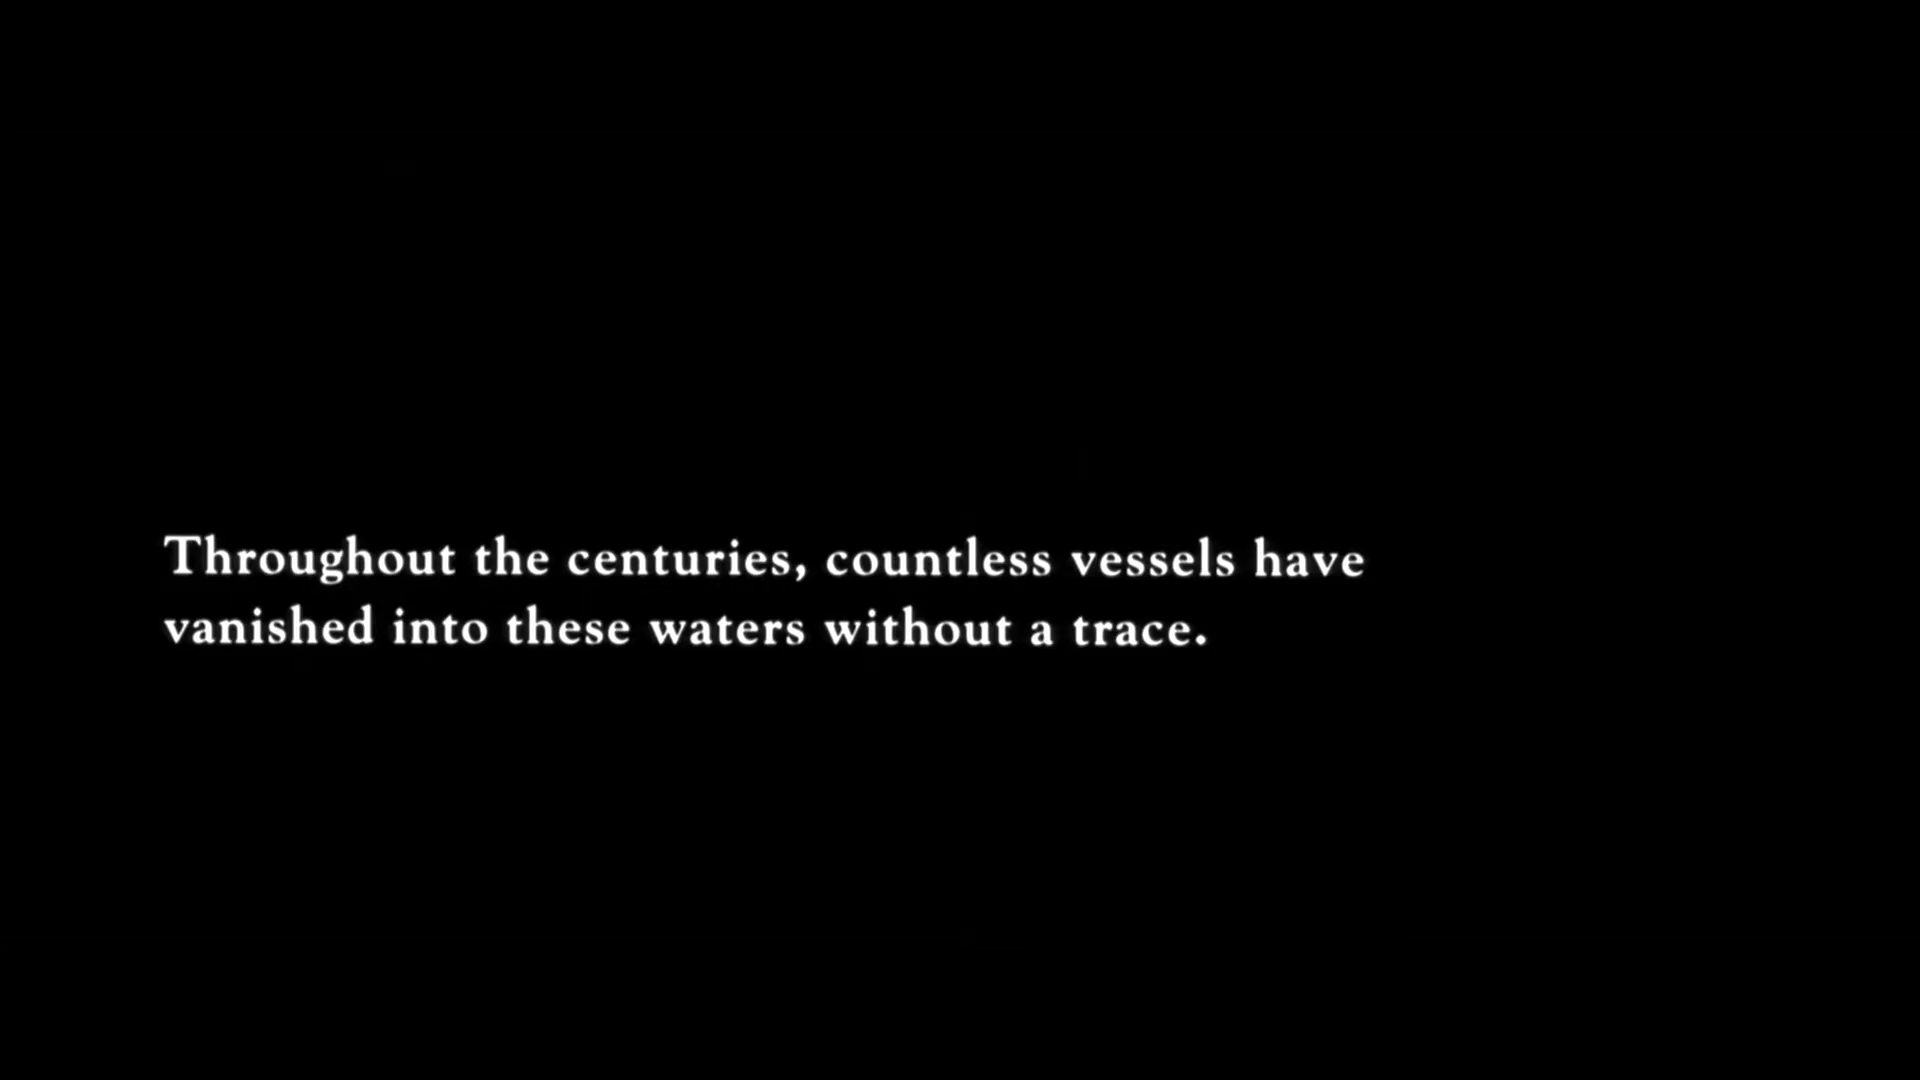 Throughout the centuries, countless vessels have
vanished into these waters without a trace.